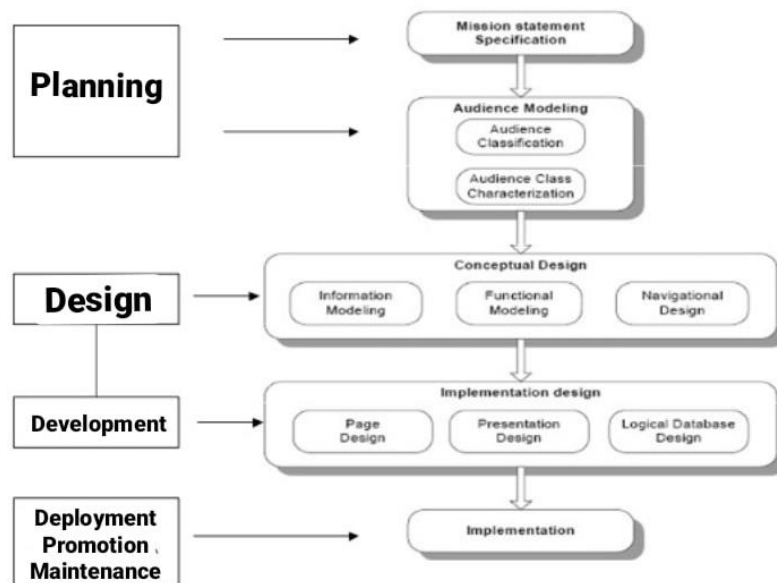 Planning
Mission statement
Specification
Audience Modeling
Audience
Classification
Audience Class
Characterization
Design
Conceptual Design
Information
Modeling
Functional
Modeling
Navigational
Design
Development
Implementation design
Page
Design
Presentation
Design
Logical Database
Design
Deployment
Promotion
Maintenance
Implementation